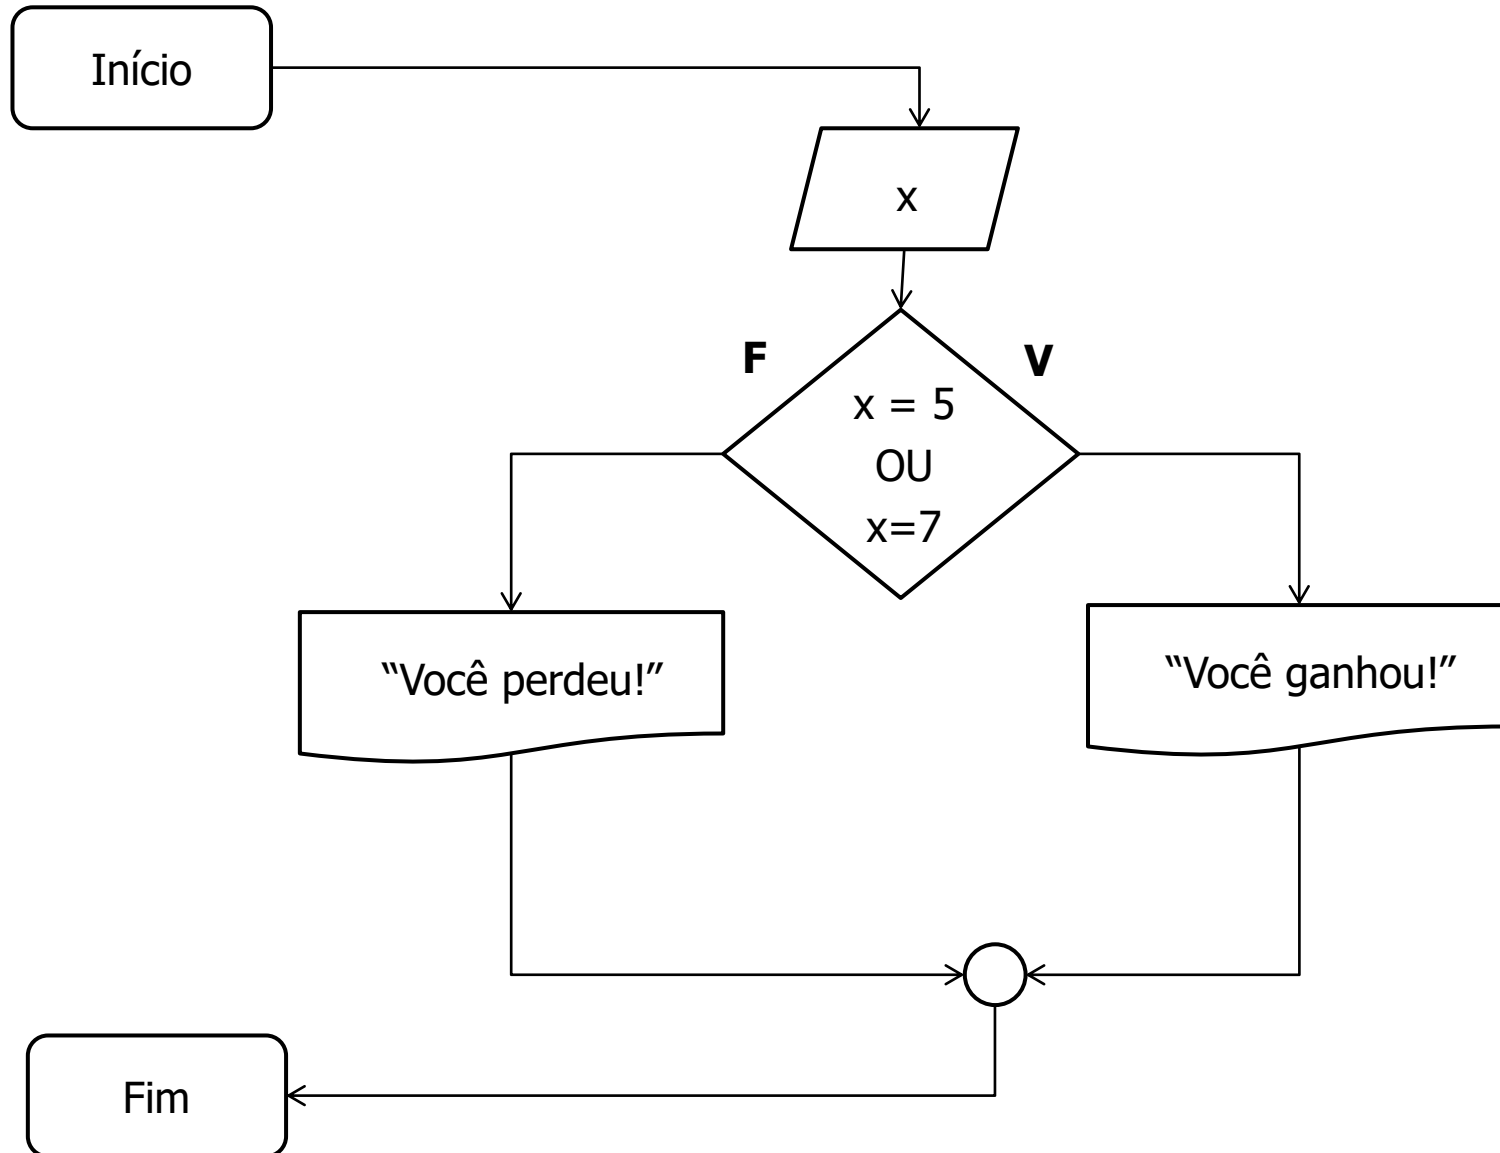 Início
x
F
V
x = 5
OU
x=7
“Você perdeu!”
“Você ganhou!”
Fim